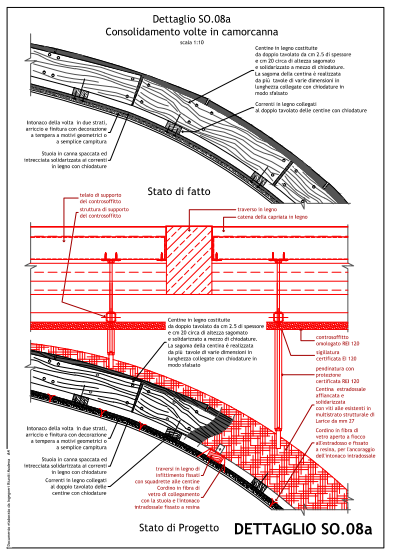 Dettaglio SO.08a
Consolidamento volte in camorcanna
scala 1:10
Centine in legno costituite
da doppio tavolato da cm 2.5 di spessore
e cm 20 circa di altezza sagomato
e solidarizzato a mezzo di chiodature.
La sagoma della centine è realizzata
da più tavole di varie dimensioni in
lunghezza collegate con chiodature in
modo sfalsato
Correnti in legno collegati
al doppio tavolato delle centine con chiodature
Intonaco della volta in due strati,
arriccio e finitura con decorazione
a tempera a motivi geometrici o
a semplice campitura
Stuoia in canna spaccata ed
intrecciata solidarizzata ai correnti
in legno con chiodature
Stato di fatto
telaio di supporto
del controsoffitto
struttura di supporto
del controsoffitto
traverso in legno
catena della capriata in legno
Centine in legno costituite
da doppio tavolato da cm 2.5 di spessore
e cm 20 circa di altezza sagomato
e solidarizzato a mezzo di chiodature.
La sagoma della centine è realizzata
da più tavole di varie dimensioni in
lunghezza collegate con chiodature in
modo sfalsato
controsoffitto
omologato REI 120
sigillatura
certificata EI 120
pendinatura con
protezione
certificata REI 120
Centina estradossale
affiancata e
solidarizzata
con viti alle esistenti in
multistrato strutturale di
Larice da mm 27
Cordino in fibra di
vetro aperto a fiocco
all'estradosso e fissato
a resina, per l'ancoraggio
dell'intonaco intradossale
Intonaco della volta in due strati,
arriccio e finitura con decorazione
a tempera a motivi geometrici o
a semplice campitura
Stuoia in canna spaccata ed
intrecciata solidarizzata ai correnti
in legno con chiodature
Correnti in legno collegati
al doppio tavolato delle
centine con chiodature
traversi in legno di
infittimento fissati
con squadrette alle centine
Cordino in fibra di
vetro di collegamento
con la stuoia e l'intonaco
intradossale fissato a resina
Stato di Progetto
DETTAGLIO SO.08a